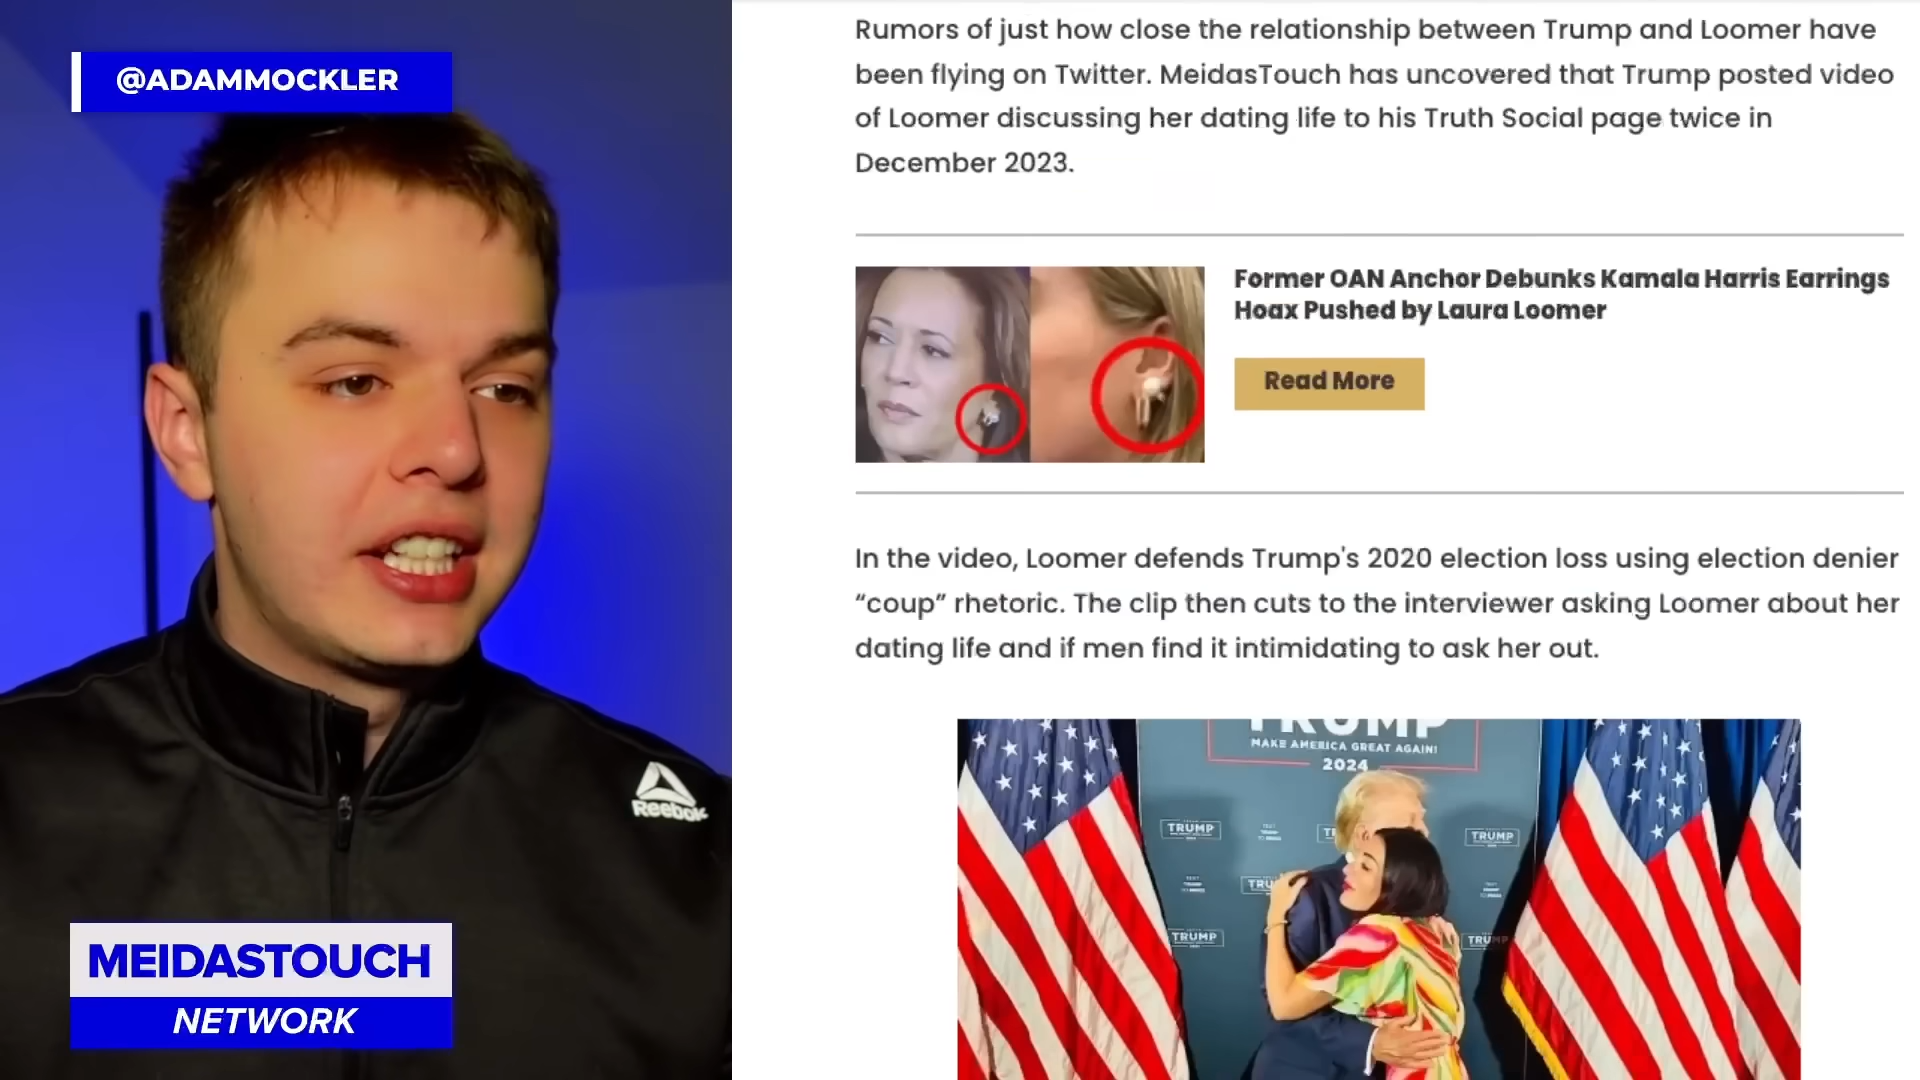 @ADAMMOCKLER
Rumors of just how close the relationship between Trump and Loomer have
been flying on Twitter. MeidasTouch has uncovered that Trump posted video
of Loomer discussing her dating life to his Truth Social page twice in
December 2023.
Former OAN Anchor Debunks Kamala Harris Earrings
Hoax Pushed by Laura Loomer
Read More
In the video, Loomer defends Trump's 2020 election loss using election denier
“coup” rhetoric. The clip then cuts to the interviewer asking Loomer about her
dating life and if men find it intimidating to ask her out.
TRUMP
MAKE AMERICA GREAT AGAIN!
2024
TRUMP
TRUMP
TRU
TRUMP
TRUMP
Reebok
MEIDASTOUCH
NETWORK